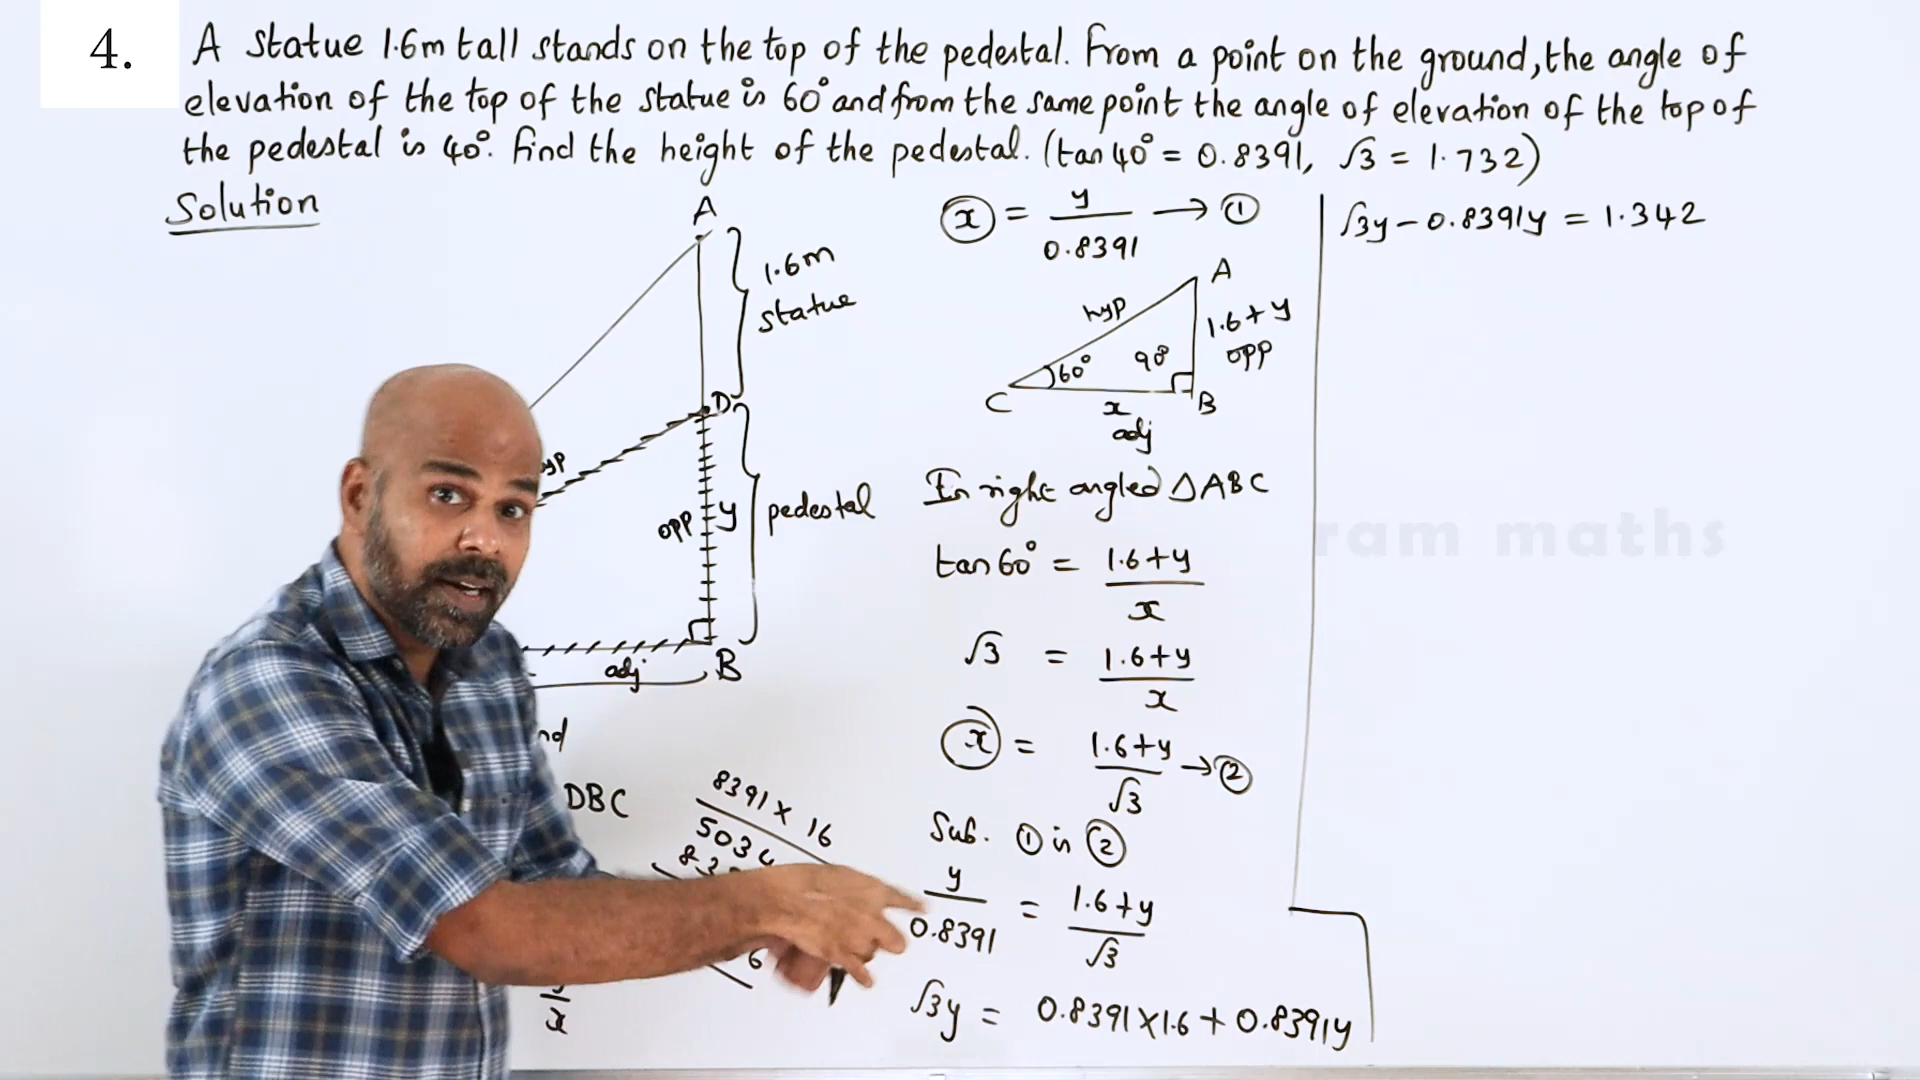 4.
A statue 1.6m tall stands on the top of the pedestal. From a point on the ground, the angle of
elevation of the top of the statue is 60° and from the same point the angle of elevation of the top of
the pedestal is 40°. Find the height of the pedestal. (tan 40° = 0.8391, √3 = 1.732)
Solution
A
1.6m
statue
D
opp
y
pedestal
adj
B
DBC
8391 × 16
6
x
x = y/0.8391 → ①
A
hyp
1.6+y
opp
60°
90°
C
x
B
adj
In right angled △ABC
tan 60° = 1.6+y/x
√3 = 1.6+y/x
x = 1.6+y/√3 → ②
Sub. ① in ②
y/0.8391 = 1.6+y/√3
√3y = 0.8391×1.6 + 0.8391y
√3y − 0.8391y = 1.342
ram maths